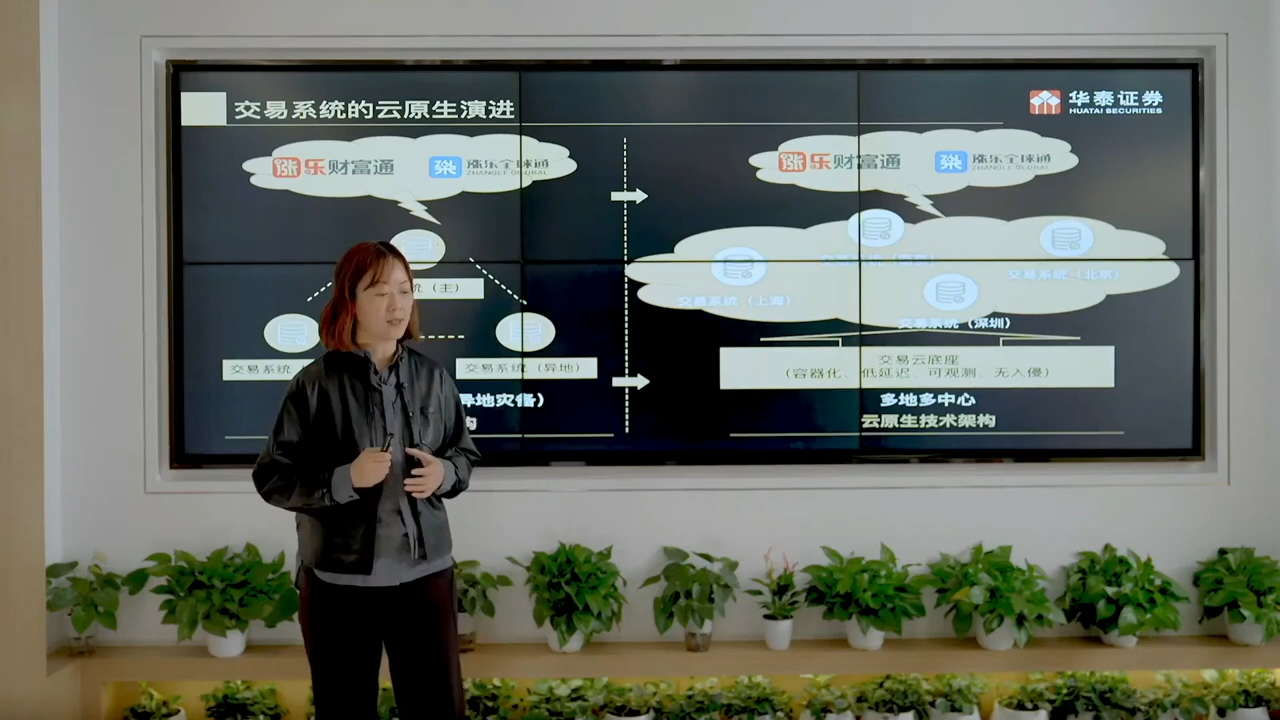 交易系统的云原生演进
华泰证券
HUATAI SECURITIES
涨乐财富通
涨乐全球通
ZHANGLE GLOBAL
统（主）
交易系统（
交易系统（异地）
异地灾备）
构
涨乐财富通
涨乐全球通
ZHANGLE GLOBAL
交易系统（北京）
交易系统（上海）
交易系统（深圳）
交易云底座
（容器化、低延迟、可观测、无入侵）
多地多中心
云原生技术架构